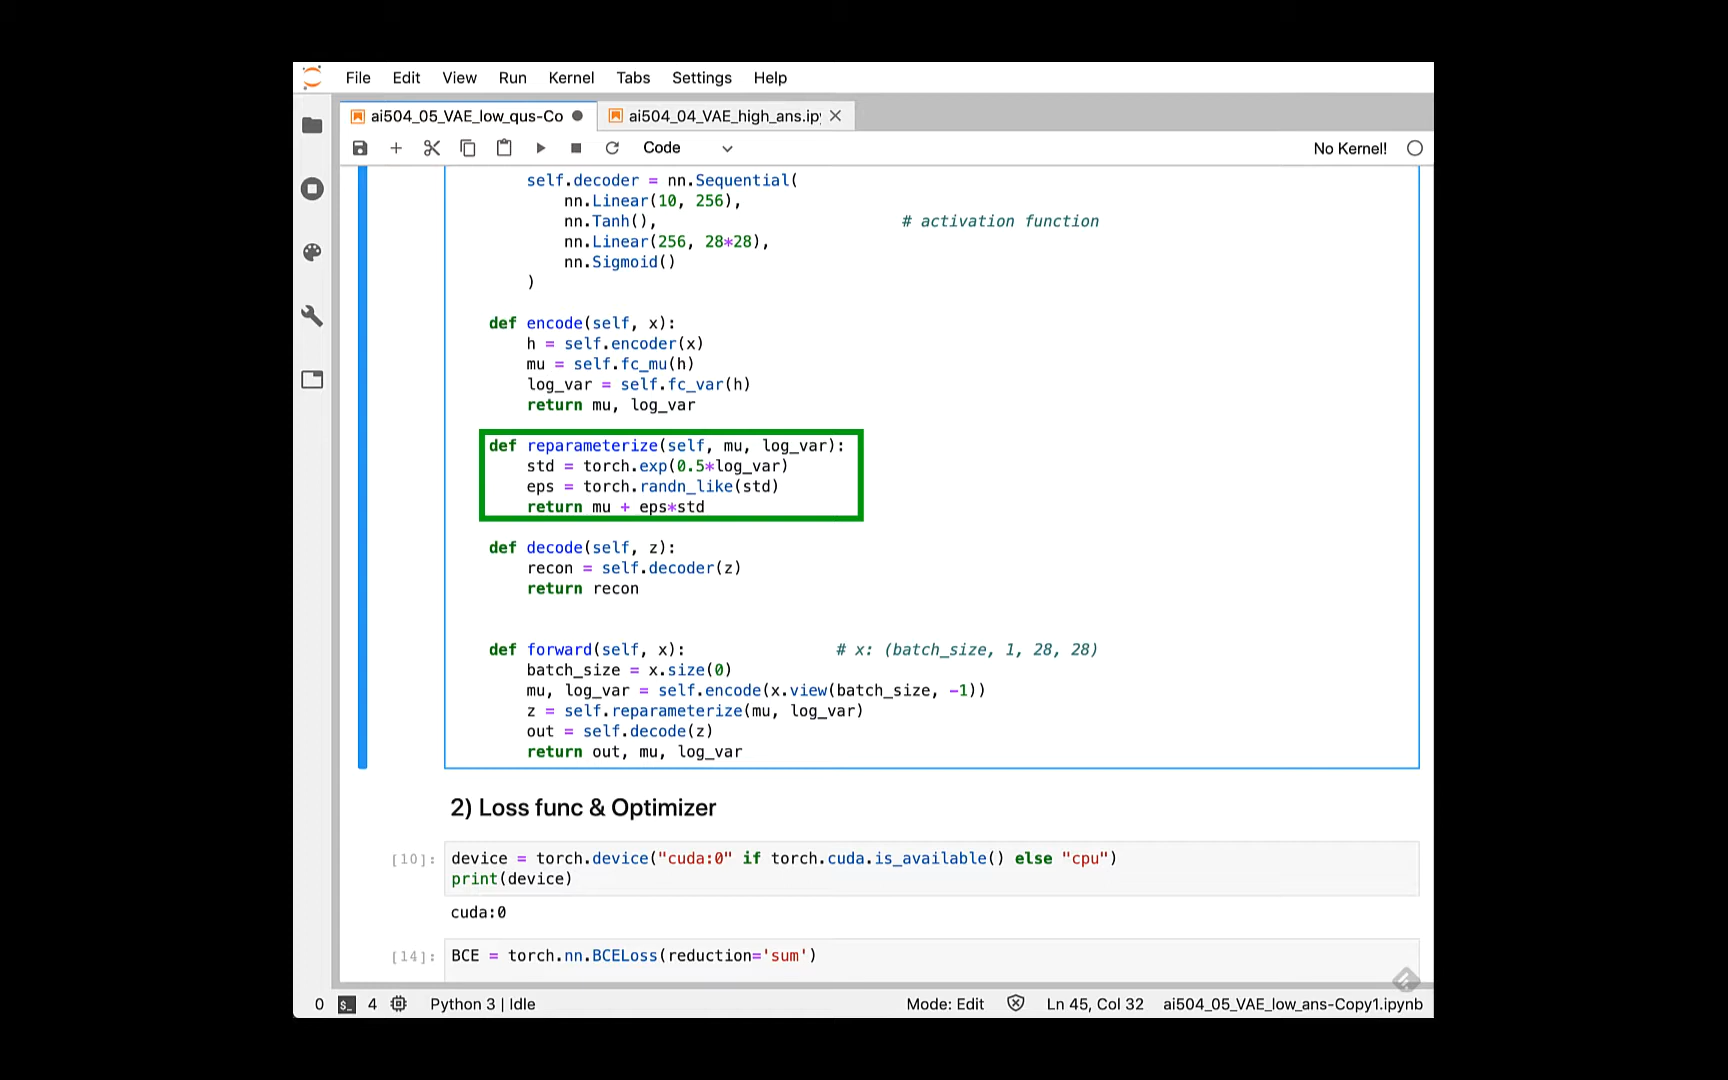 File Edit View Run Kernel Tabs Settings Help
ai504_05_VAE_low_qus-Co ai504_04_VAE_high_ans.ip
Code No Kernel!
self.decoder = nn.Sequential(
nn.Linear(10, 256),
nn.Tanh(), # activation function
nn.Linear(256, 28*28),
nn.Sigmoid()
)
def encode(self, x):
h = self.encoder(x)
mu = self.fc_mu(h)
log_var = self.fc_var(h)
return mu, log_var
def reparameterize(self, mu, log_var):
std = torch.exp(0.5*log_var)
eps = torch.randn_like(std)
return mu + eps*std
def decode(self, z):
recon = self.decoder(z)
return recon
def forward(self, x): # x: (batch_size, 1, 28, 28)
batch_size = x.size(0)
mu, log_var = self.encode(x.view(batch_size, -1))
z = self.reparameterize(mu, log_var)
out = self.decode(z)
return out, mu, log_var
2) Loss func & Optimizer
[10]: device = torch.device("cuda:0" if torch.cuda.is_available() else "cpu")
print(device)
cuda:0
[14]: BCE = torch.nn.BCELoss(reduction='sum')
0 $_ 4 Python 3 | Idle Mode: Edit Ln 45, Col 32 ai504_05_VAE_low_ans-Copy1.ipynb